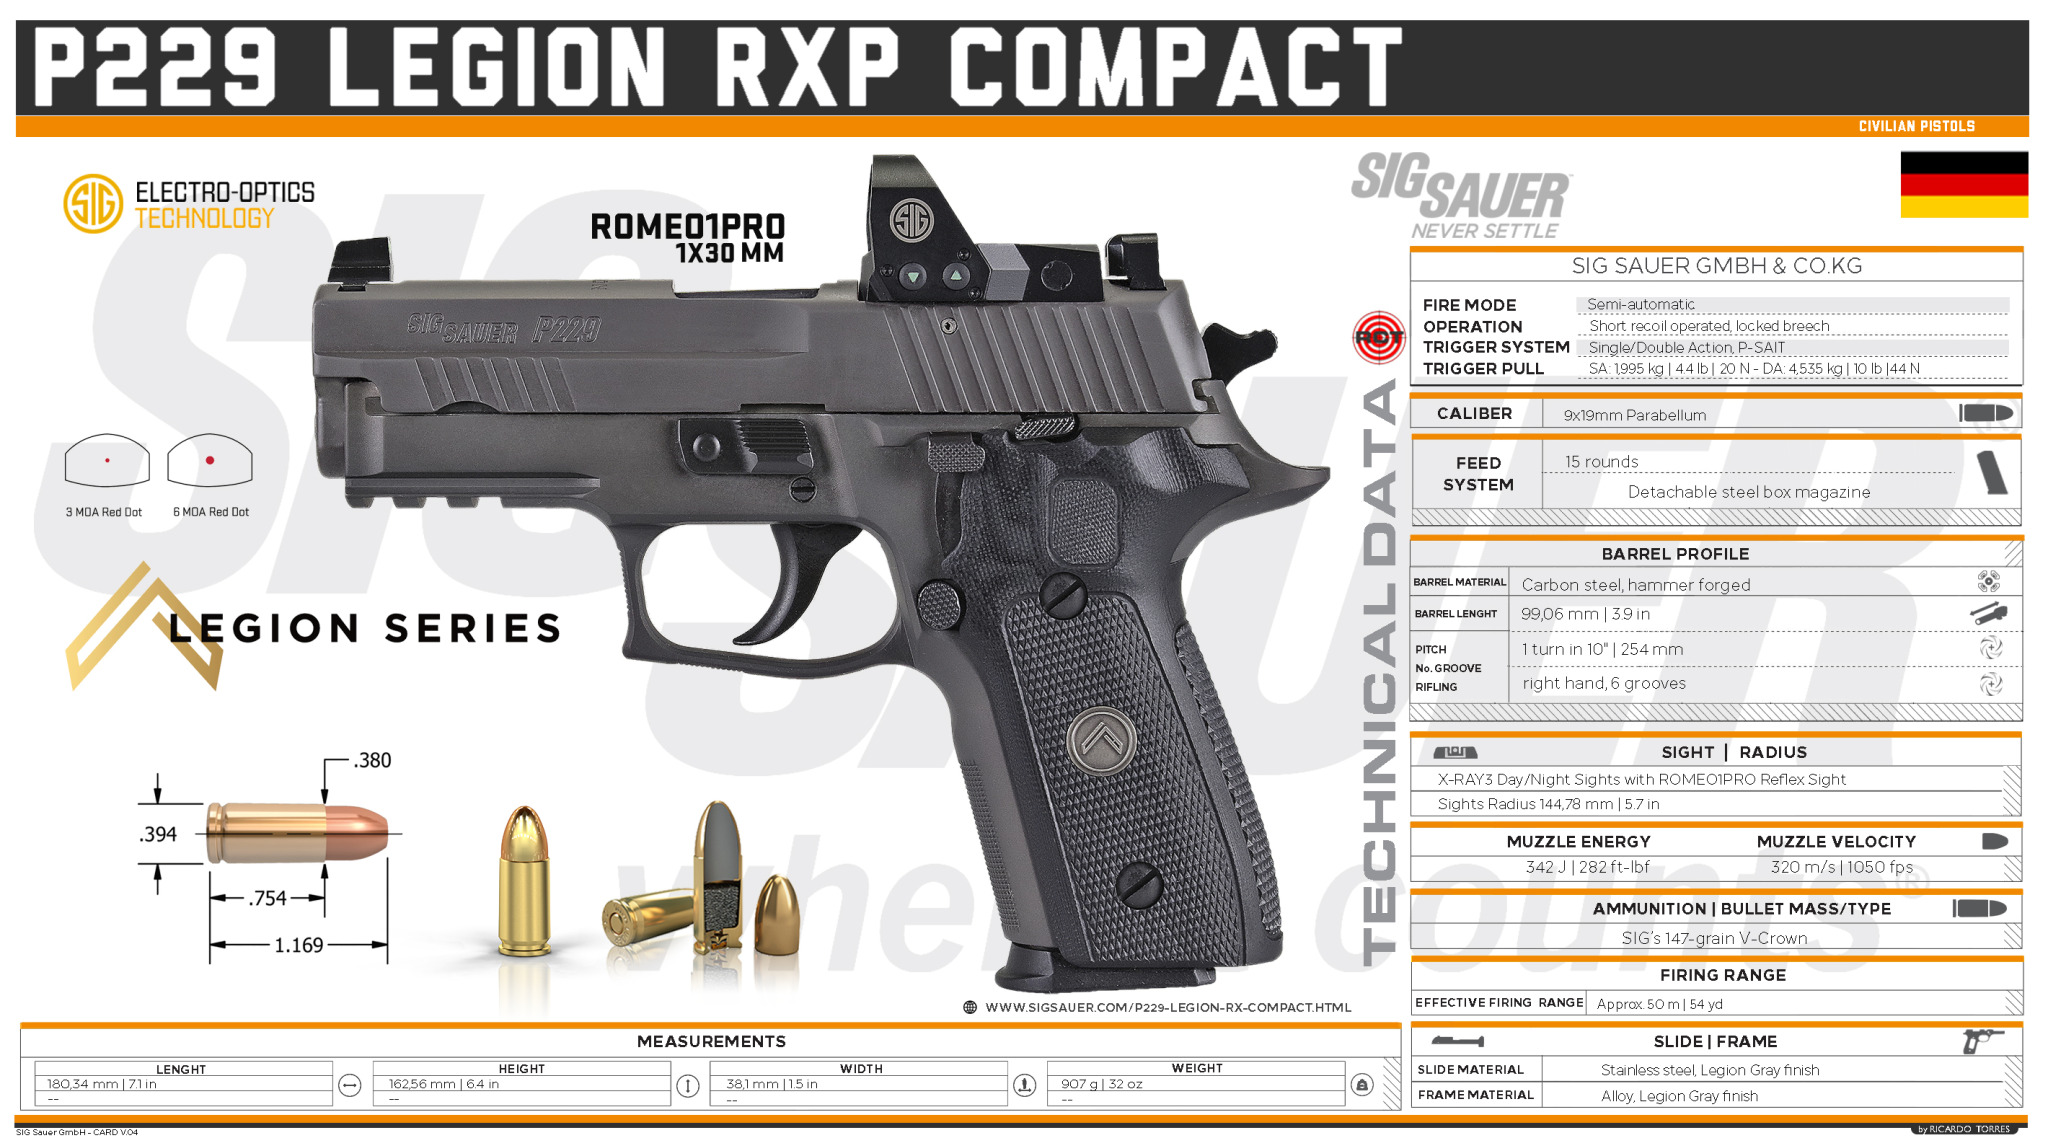 P229 LEGION RXP COMPACT
CIVILIAN PISTOLS
SIG ELECTRO-OPTICS
TECHNOLOGY
ROMEO1PRO
1X30 MM
SIG
SIG SAUER P229
SIG SAUER
NEVER SETTLE
3 MOA Red Dot
6 MOA Red Dot
LEGION SERIES
.380
.394
.754
1.169
SIG SAUER
when counts®
WWW.SIGSAUER.COM/P229-LEGION-RX-COMPACT.HTML
RDT
TECHNICAL DATA
SIG SAUER GMBH & CO.KG
FIRE MODE Semi-automatic
OPERATION Short recoil operated, locked breech
TRIGGER SYSTEM Single/Double Action, P-SAIT
TRIGGER PULL SA: 1,995 kg | 4.4 lb | 20 N - DA: 4,535 kg | 10 lb |44 N
CALIBER 9x19mm Parabellum
FEED SYSTEM
15 rounds
Detachable steel box magazine
BARREL PROFILE
BARREL MATERIAL Carbon steel, hammer forged
BARREL LENGHT 99,06 mm | 3.9 in
PITCH 1 turn in 10" | 254 mm
No. GROOVE
RIFLING right hand, 6 grooves
SIGHT | RADIUS
X-RAY3 Day/Night Sights with ROMEO1PRO Reflex Sight
Sights Radius 144,78 mm | 5.7 in
MUZZLE ENERGY MUZZLE VELOCITY
342 J | 282 ft-lbf 320 m/s | 1050 fps
AMMUNITION | BULLET MASS/TYPE
SIG's 147-grain V-Crown
FIRING RANGE
EFFECTIVE FIRING RANGE Approx. 50 m | 54 yd
SLIDE | FRAME
SLIDE MATERIAL Stainless steel, Legion Gray finish
FRAME MATERIAL Alloy, Legion Gray finish
MEASUREMENTS
LENGHT HEIGHT WIDTH WEIGHT
180,34 mm | 7.1 in 162,56 mm | 6.4 in 38,1 mm | 1.5 in 907 g | 32 oz
-- -- -- --
SIG Sauer GmbH - CARD V.04
by RICARDO TORRES